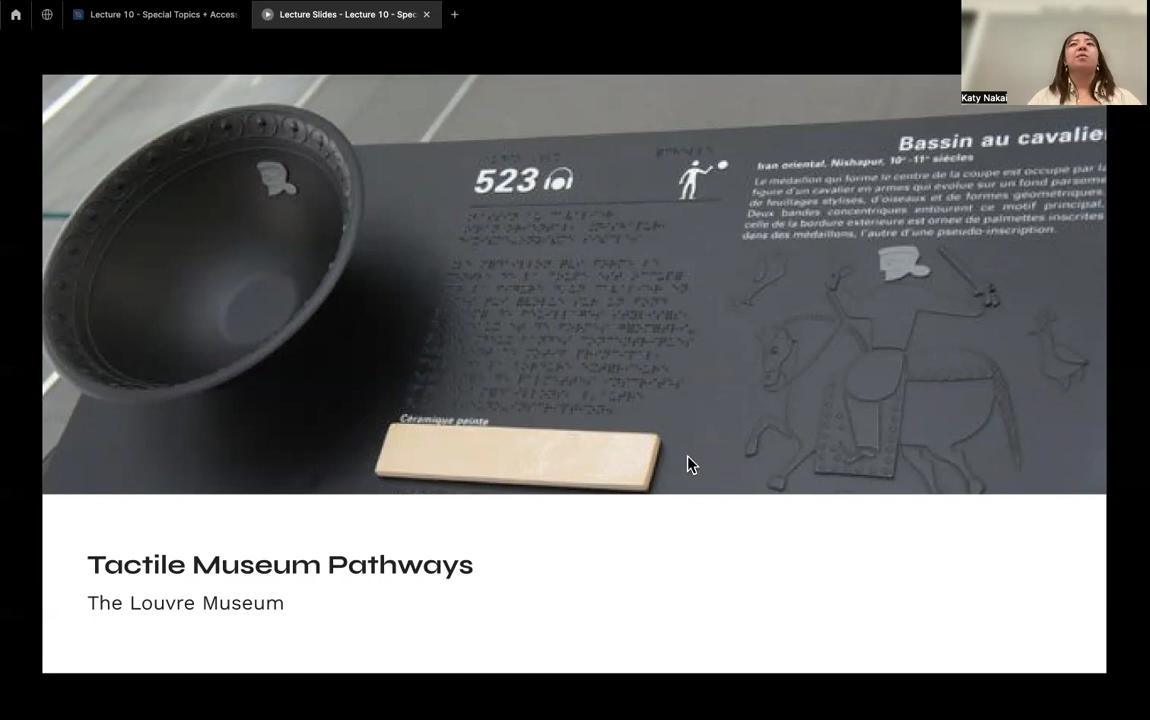 Lecture 10 - Special Topics + Acces
Lecture Slides - Lecture 10 - Spec
Katy Nakai
523
Bassin au cavalie
Iran oriental, Nishapur, 10e -11e siècles
Le médaillon qui forme le centre de la coupe est occupé par la
figure d'un cavalier en armes qui évolue sur un fond parsemé
de feuillages stylisés, d'oiseaux et de formes géométriques.
Deux bandes concentriques entourent ce motif principal,
celle de la bordure extérieure est ornée de palmettes inscrites
dans des médaillons, l'autre d'une pseudo-inscription.
Céramique peinte
Tactile Museum Pathways
The Louvre Museum